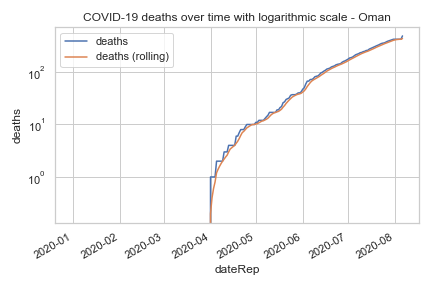 COVID-19 deaths over time with logarithmic scale - Oman
deaths
deaths (rolling)
deaths
10²
10¹
10⁰
2020-01
2020-02
2020-03
2020-04
2020-05
2020-06
2020-07
2020-08
dateRep